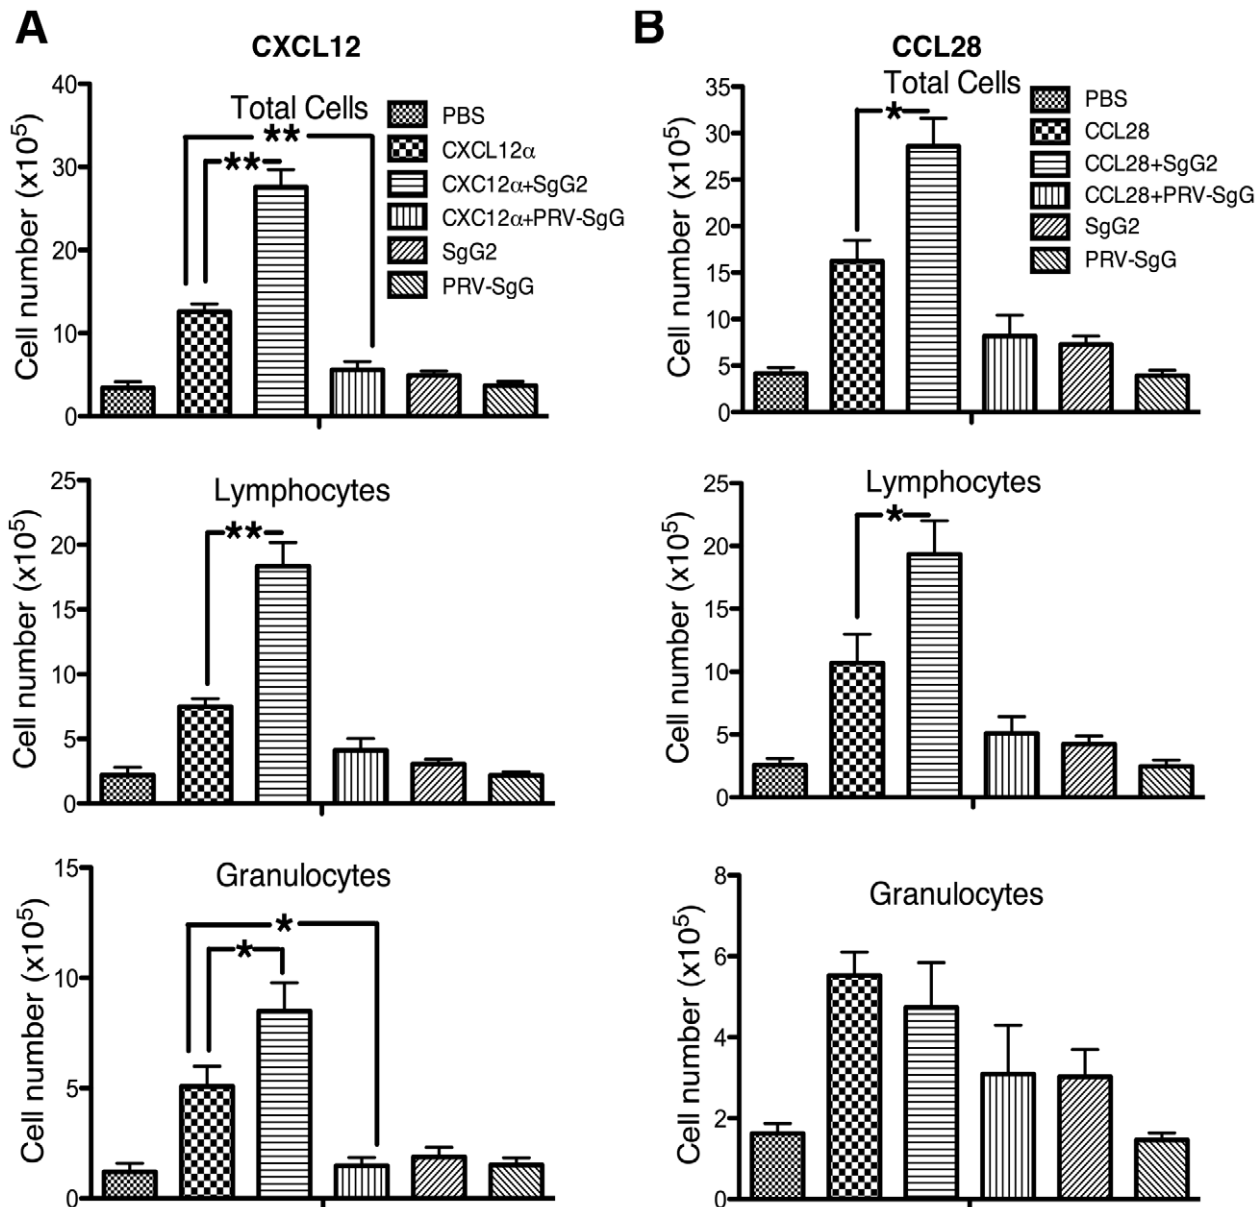 A
CXCL12
Total Cells
Cell number (x10⁵)
40
30
20
10
0
**
**
PBS
CXCL12α
CXC12α+SgG2
CXC12α+PRV-SgG
SgG2
PRV-SgG
Lymphocytes
Cell number (x10⁵)
25
20
15
10
5
0
**
Granulocytes
Cell number (x10⁵)
15
10
5
0
*
*
B
CCL28
Total Cells
Cell number (x10⁵)
35
30
25
20
15
10
5
0
*
PBS
CCL28
CCL28+SgG2
CCL28+PRV-SgG
SgG2
PRV-SgG
Lymphocytes
Cell number (x10⁵)
25
20
15
10
5
0
*
Granulocytes
Cell number (x10⁵)
8
6
4
2
0